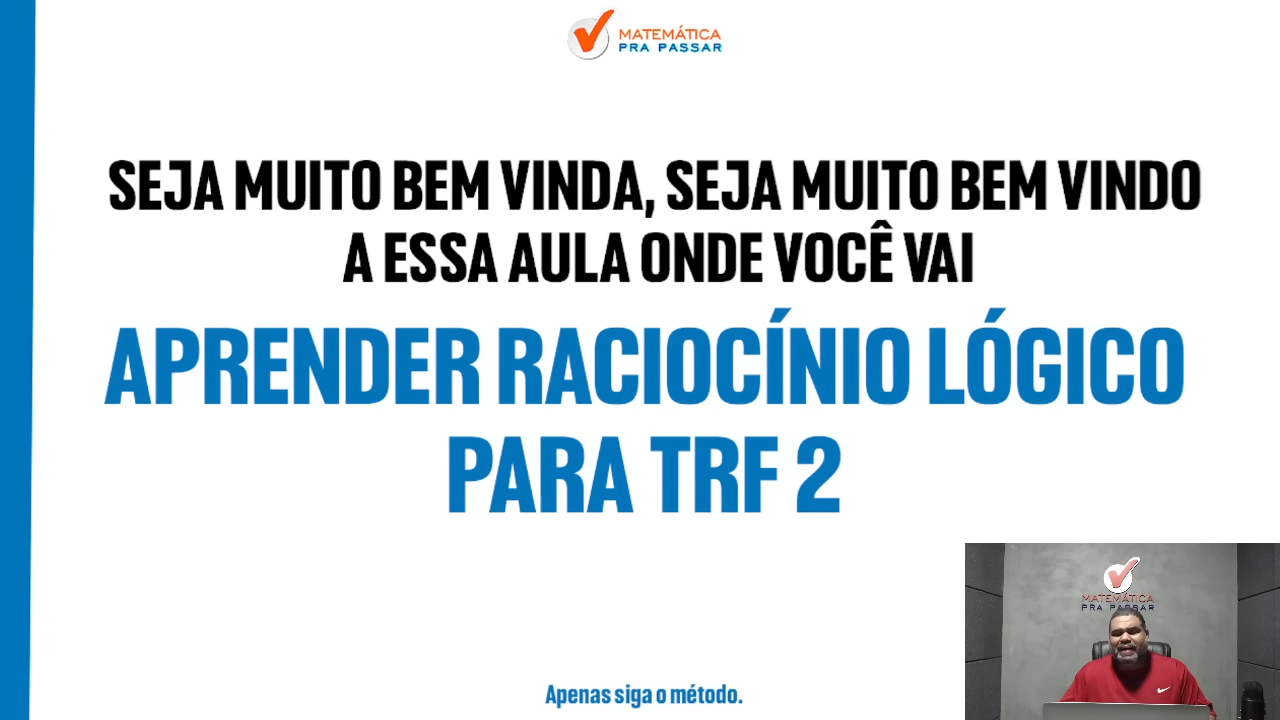 MATEMÁTICA
PRA PASSAR
SEJA MUITO BEM VINDA, SEJA MUITO BEM VINDO
A ESSA AULA ONDE VOCÊ VAI
APRENDER RACIOCÍNIO LÓGICO
PARA TRF 2
MATEMÁTICA
PRA PASSAR
Apenas siga o método.